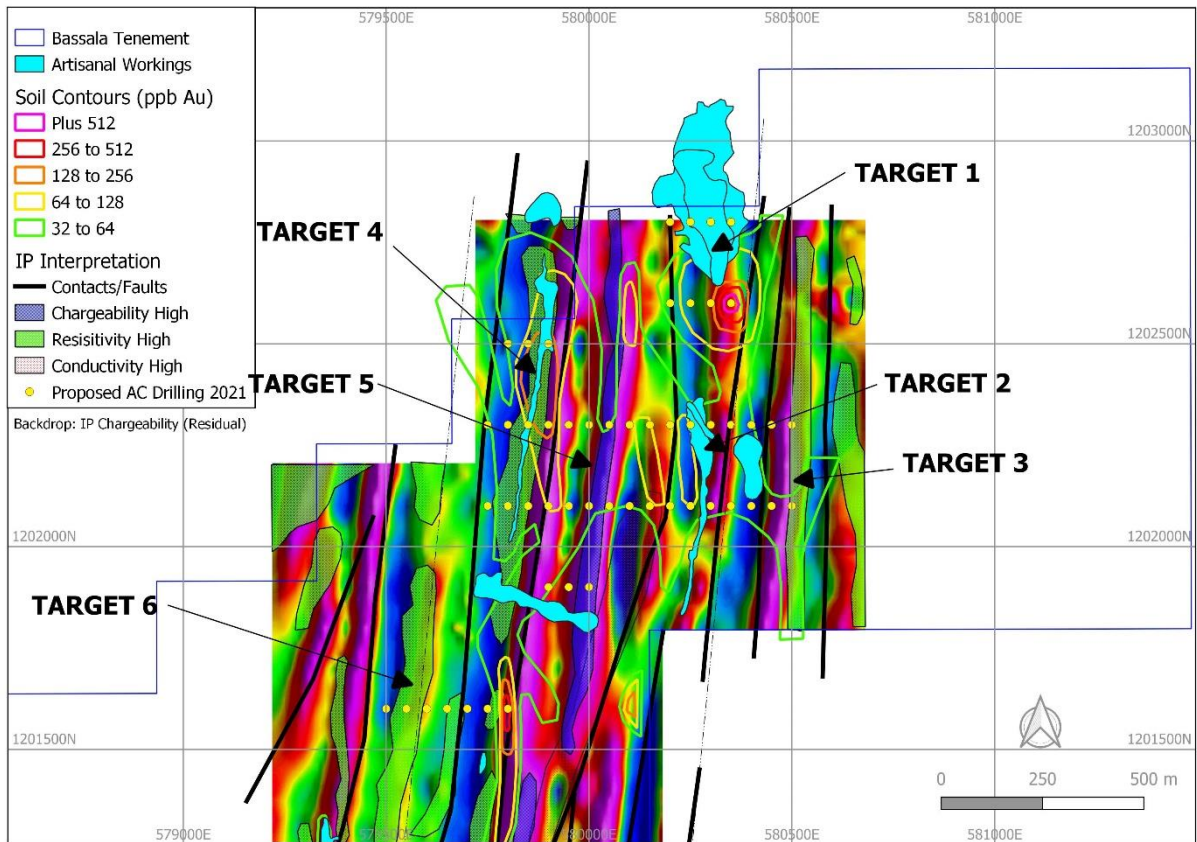 579500E
580000E
580500E
581000E
Bassala Tenement
Artisanal Workings
Soil Contours (ppb Au)
Plus 512
256 to 512
128 to 256
64 to 128
32 to 64
IP Interpretation
Contacts/Faults
Chargeability High
Resitivity High
Conductivity High
Proposed AC Drilling 2021
Backdrop: IP Chargeability (Residual)
1203000N
TARGET 1
TARGET 4
1202500N
TARGET 5
TARGET 2
TARGET 3
1202000N
1202000N
TARGET 6
1201500N
1201500N
0 250 500 m
579000E
580000E
580500E
581000E